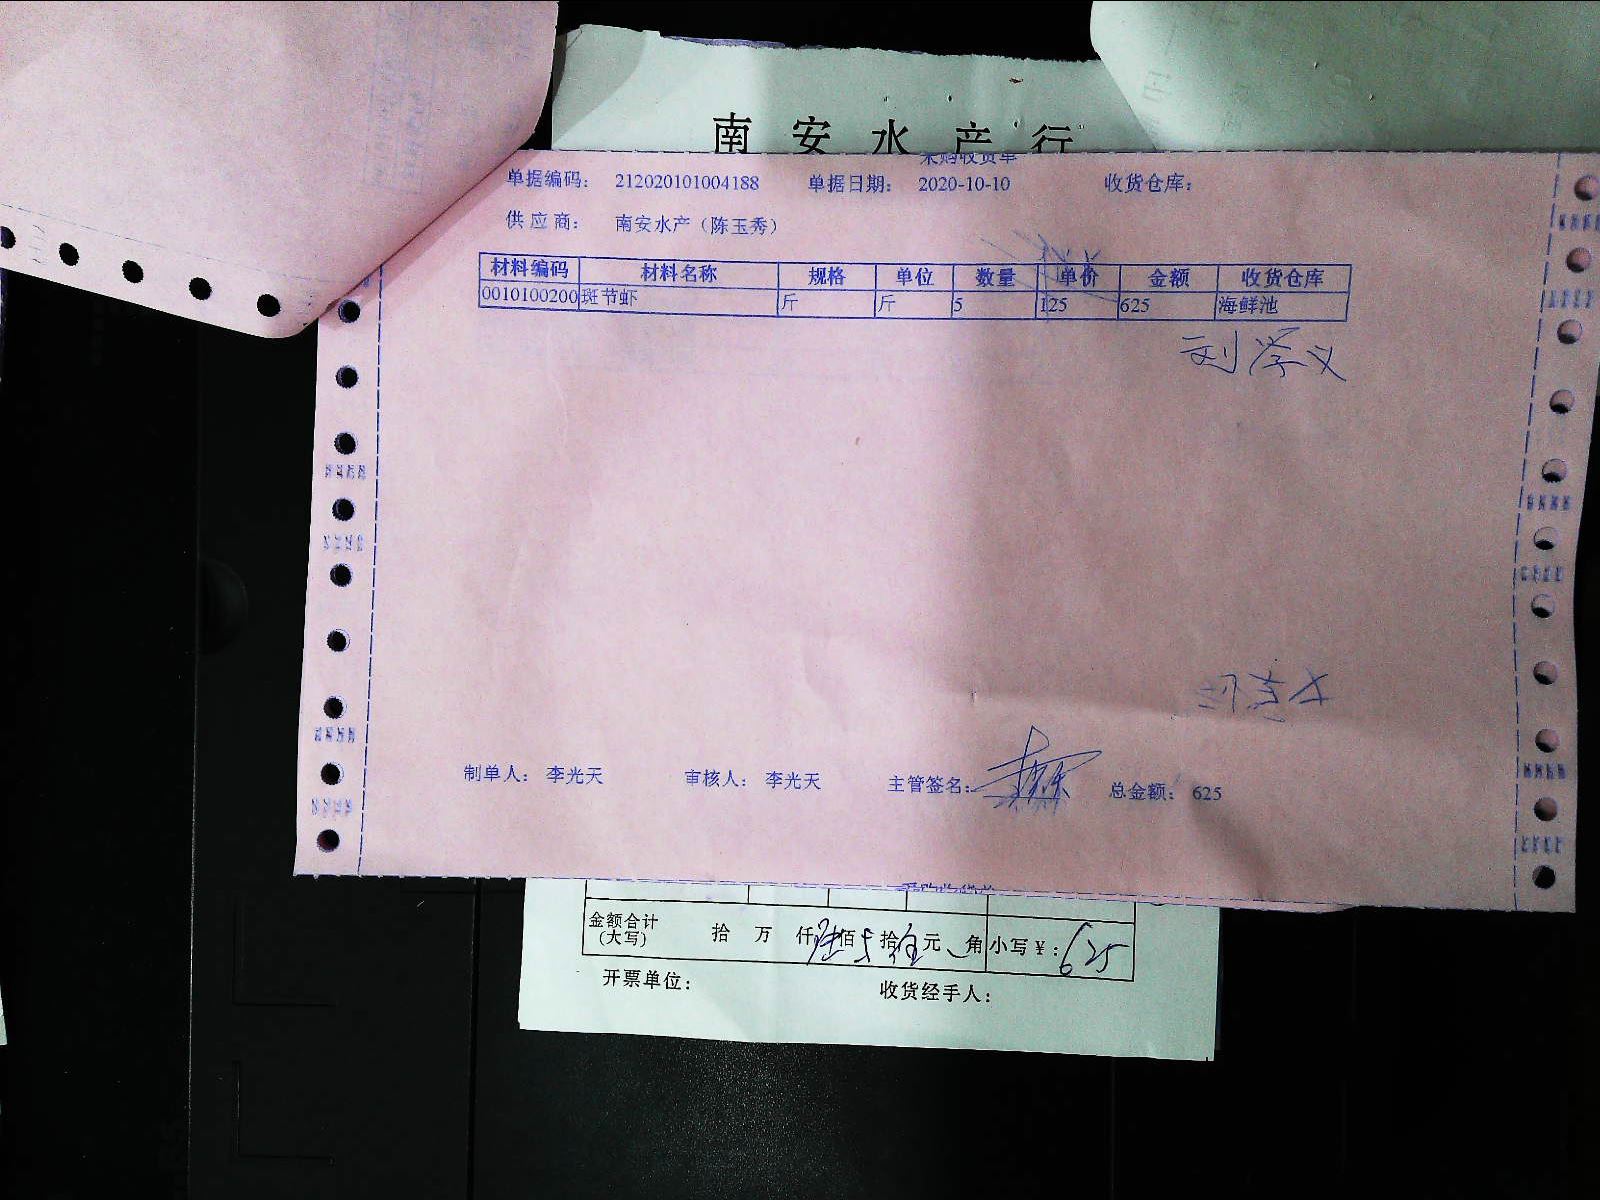 南安水产行
采购收货单
单据编码： 212020101004188 单据日期： 2020-10-10 收货仓库：
供应商： 南安水产（陈玉秀）
材料编码 材料名称 规格 单位 数量 单价 金额 收货仓库
0010100200 斑节虾 斤 斤 5 125 625 海鲜池
制单人： 李光天 审核人： 李光天 主管签名： 总金额： 625
金额合计 拾 万 仟陆佰 拾伍元 角 小写￥：625
(大写)
开票单位： 收货经手人：